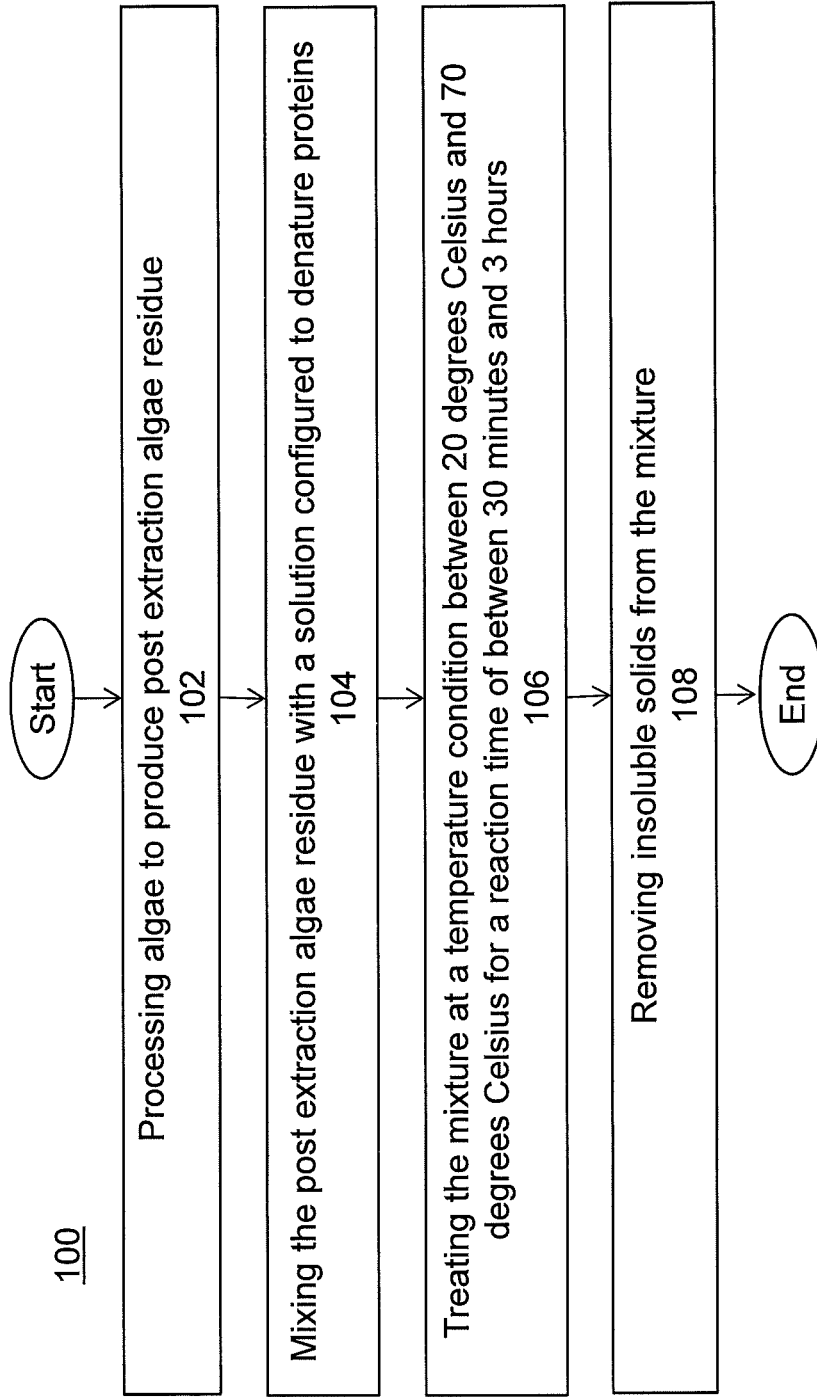 100
Start
Processing algae to produce post extraction algae residue
102
Mixing the post extraction algae residue with a solution configured to denature proteins
104
Treating the mixture at a temperature condition between 20 degrees Celsius and 70
degrees Celsius for a reaction time of between 30 minutes and 3 hours
106
Removing insoluble solids from the mixture
108
End